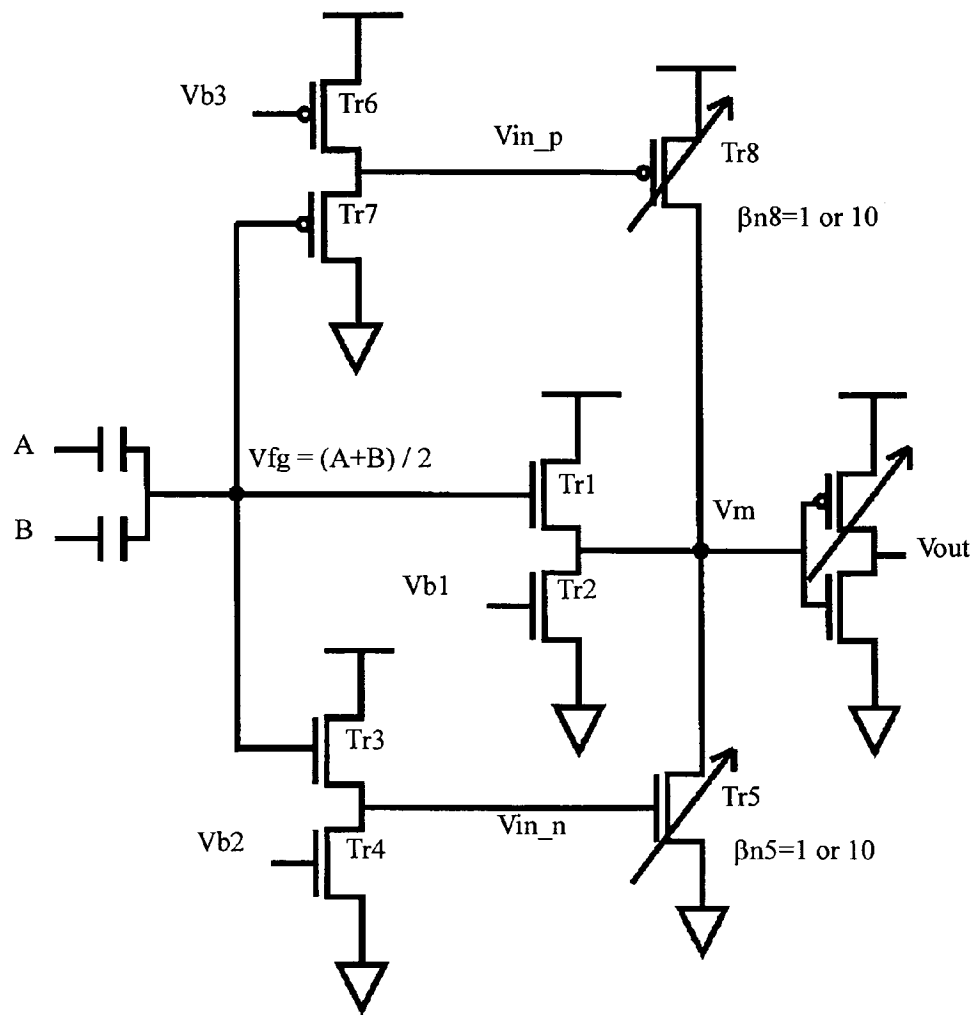 Vb3
Tr6
Vin_p
Tr8
Tr7
βn8=1 or 10
A
Vfg = (A+B) / 2
Tr1
Vm
B
Vout
Vb1
Tr2
Tr3
Tr5
Vin_n
Vb2
Tr4
βn5=1 or 10